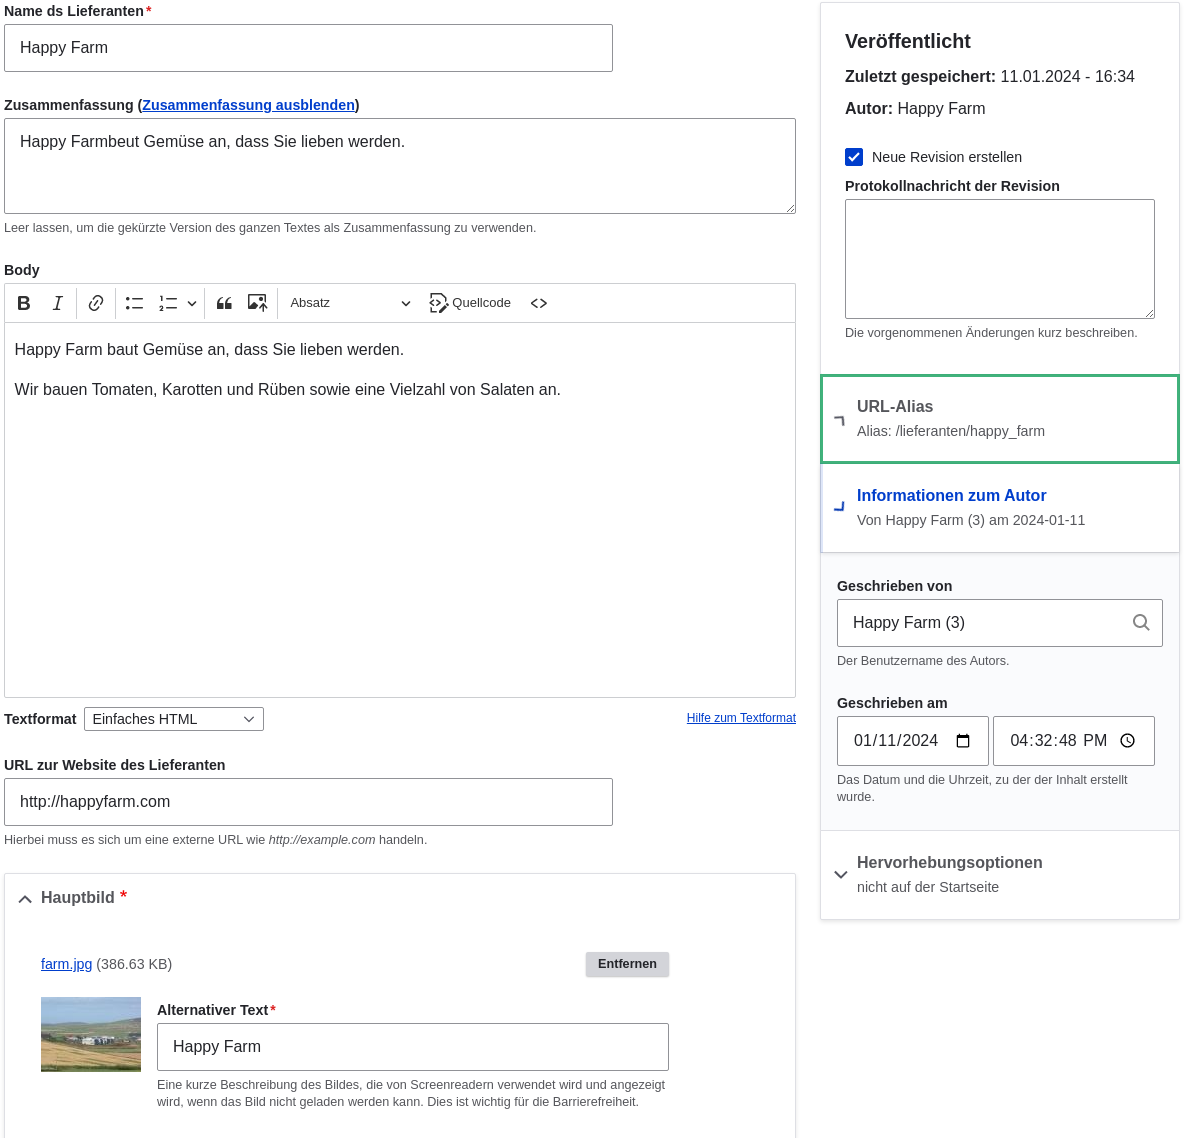 Name ds Lieferanten*
Happy Farm
Zusammenfassung (Zusammenfassung ausblenden)
Happy Farmbeut Gemüse an, dass Sie lieben werden.
Leer lassen, um die gekürzte Version des ganzen Textes als Zusammenfassung zu verwenden.
Body
B I Absatz Quellcode <>
Happy Farm baut Gemüse an, dass Sie lieben werden.
Wir bauen Tomaten, Karotten und Rüben sowie eine Vielzahl von Salaten an.
Textformat Einfaches HTML Hilfe zum Textformat
URL zur Website des Lieferanten
http://happyfarm.com
Hierbei muss es sich um eine externe URL wie http://example.com handeln.
Hauptbild *
farm.jpg (386.63 KB) Entfernen
Alternativer Text*
Happy Farm
Eine kurze Beschreibung des Bildes, die von Screenreadern verwendet wird und angezeigt
wird, wenn das Bild nicht geladen werden kann. Dies ist wichtig für die Barrierefreiheit.
Veröffentlicht
Zuletzt gespeichert: 11.01.2024 - 16:34
Autor: Happy Farm
Neue Revision erstellen
Protokollnachricht der Revision
Die vorgenommenen Änderungen kurz beschreiben.
URL-Alias
Alias: /lieferanten/happy_farm
Informationen zum Autor
Von Happy Farm (3) am 2024-01-11
Geschrieben von
Happy Farm (3)
Der Benutzername des Autors.
Geschrieben am
01/11/2024 04:32:48 PM
Das Datum und die Uhrzeit, zu der der Inhalt erstellt
wurde.
Hervorhebungsoptionen
nicht auf der Startseite